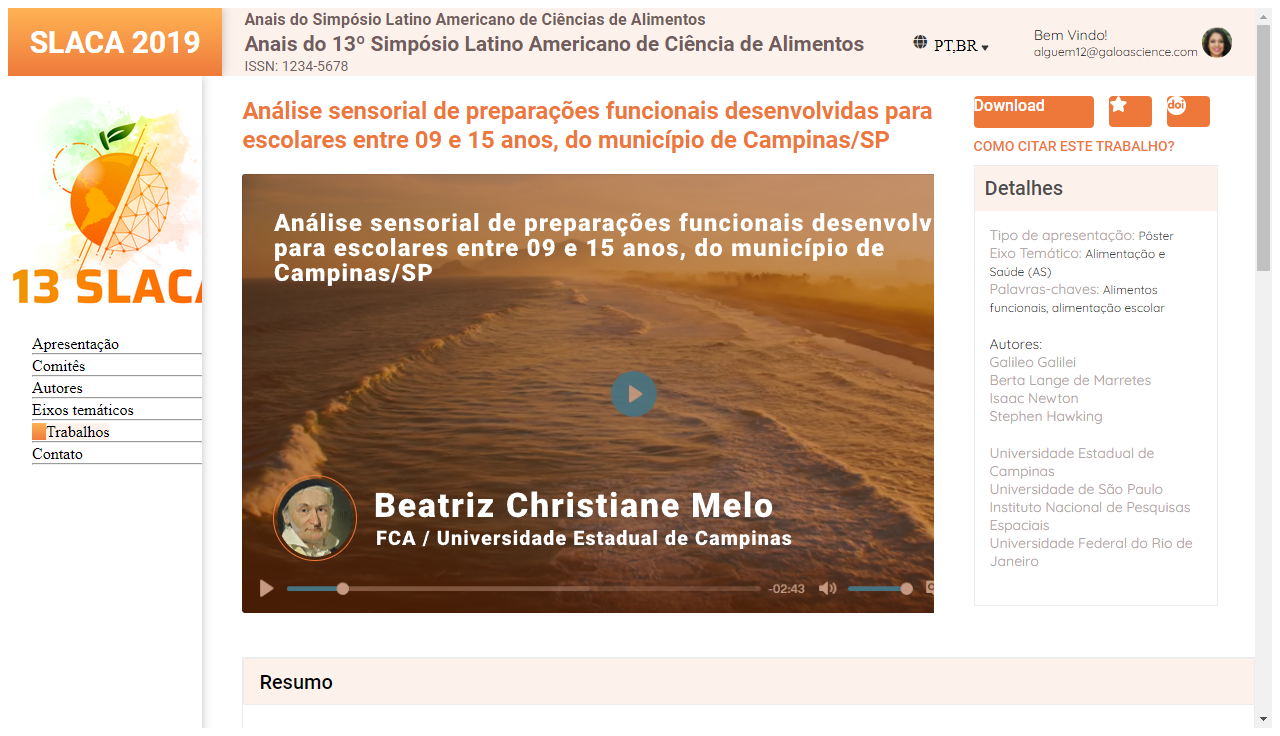 SLACA 2019
Anais do Simpósio Latino Americano de Ciências de Alimentos
Anais do 13º Simpósio Latino Americano de Ciência de Alimentos
ISSN: 1234-5678
PT,BR
Bem Vindo!
alguem12@galoascience.com
13 SLACA
Apresentação
Comitês
Autores
Eixos temáticos
Trabalhos
Contato
Análise sensorial de preparações funcionais desenvolvidas para
escolares entre 09 e 15 anos, do município de Campinas/SP
Análise sensorial de preparações funcionais desenvolv
para escolares entre 09 e 15 anos, do município de
Campinas/SP
Beatriz Christiane Melo
FCA / Universidade Estadual de Campinas
-02:43
Download
doi
COMO CITAR ESTE TRABALHO?
Detalhes
Tipo de apresentação: Pôster
Eixo Temático: Alimentação e
Saúde (AS)
Palavras-chaves: Alimentos
funcionais, alimentação escolar
Autores:
Galileo Galilei
Berta Lange de Marretes
Isaac Newton
Stephen Hawking
Universidade Estadual de
Campinas
Universidade de São Paulo
Instituto Nacional de Pesquisas
Espaciais
Universidade Federal do Rio de
Janeiro
Resumo